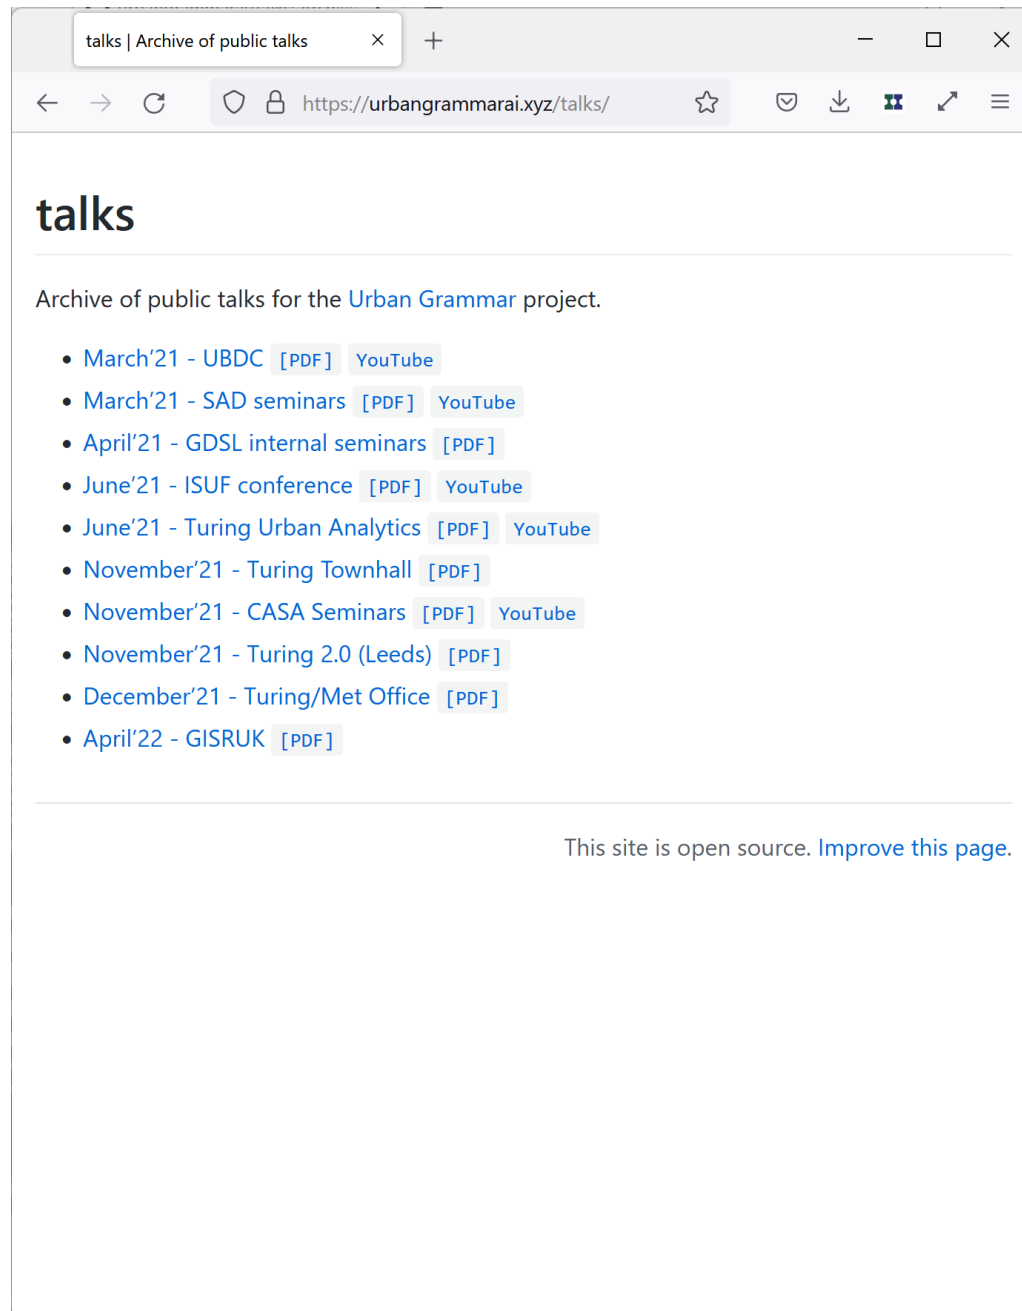 talks | Archive of public talks
https://urbangrammarai.xyz/talks/
talks
Archive of public talks for the Urban Grammar project.
March’21 - UBDC [PDF] YouTube
March’21 - SAD seminars [PDF] YouTube
April’21 - GDSL internal seminars [PDF]
June’21 - ISUF conference [PDF] YouTube
June’21 - Turing Urban Analytics [PDF] YouTube
November’21 - Turing Townhall [PDF]
November’21 - CASA Seminars [PDF] YouTube
November’21 - Turing 2.0 (Leeds) [PDF]
December’21 - Turing/Met Office [PDF]
April’22 - GISRUK [PDF]
This site is open source. Improve this page.